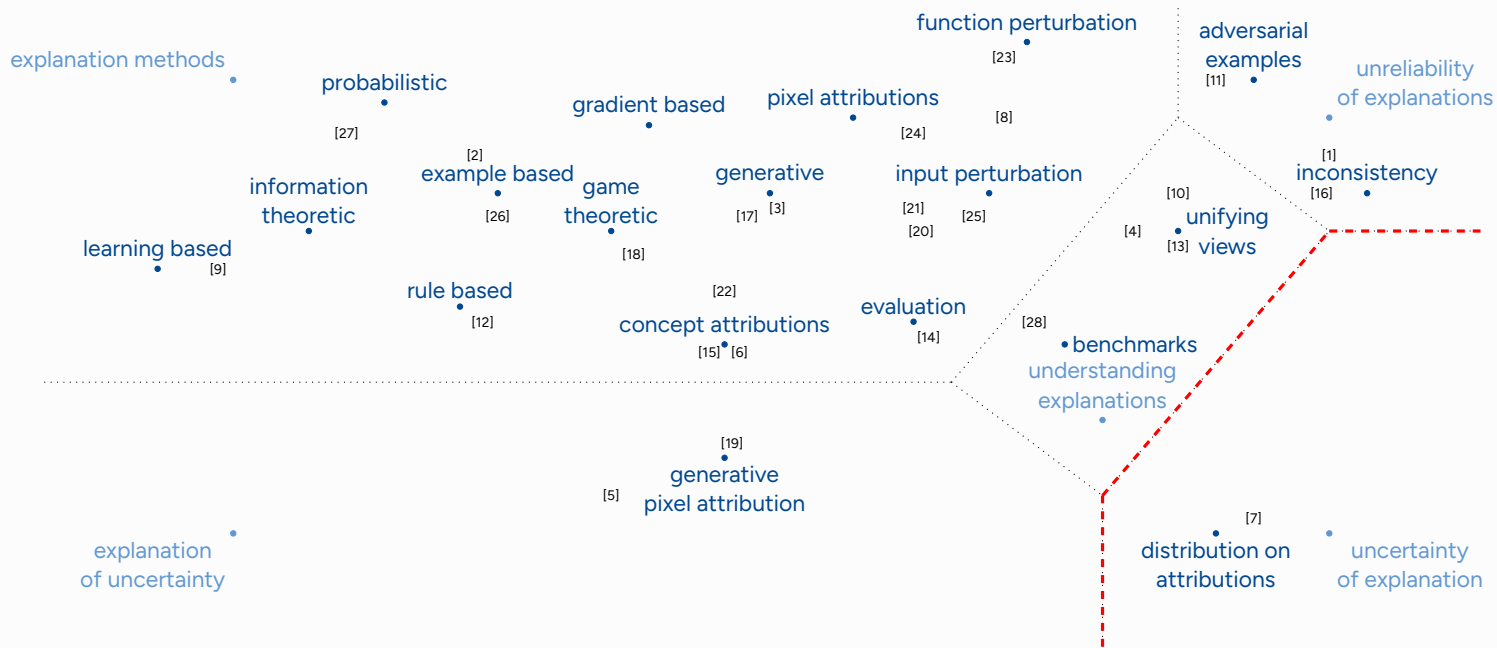 function perturbation
adversarial
examples
explanation methods
unreliability
of explanations
probabilistic
gradient based
pixel attributions
[23]
[11]
[27]
[24]
[8]
[2]
[1]
example based
generative
input perturbation
inconsistency
information
theoretic
game
theoretic
[26]
[17]
[3]
[21]
[25]
[20]
[10]
[16]
[4]
unifying
views
[13]
learning based
[9]
[18]
rule based
[12]
[22]
concept attributions
[15]
[6]
evaluation
[14]
[28]
benchmarks
understanding
explanations
[19]
generative
pixel attribution
[5]
[7]
explanation
of uncertainty
distribution on
attributions
uncertainty
of explanation